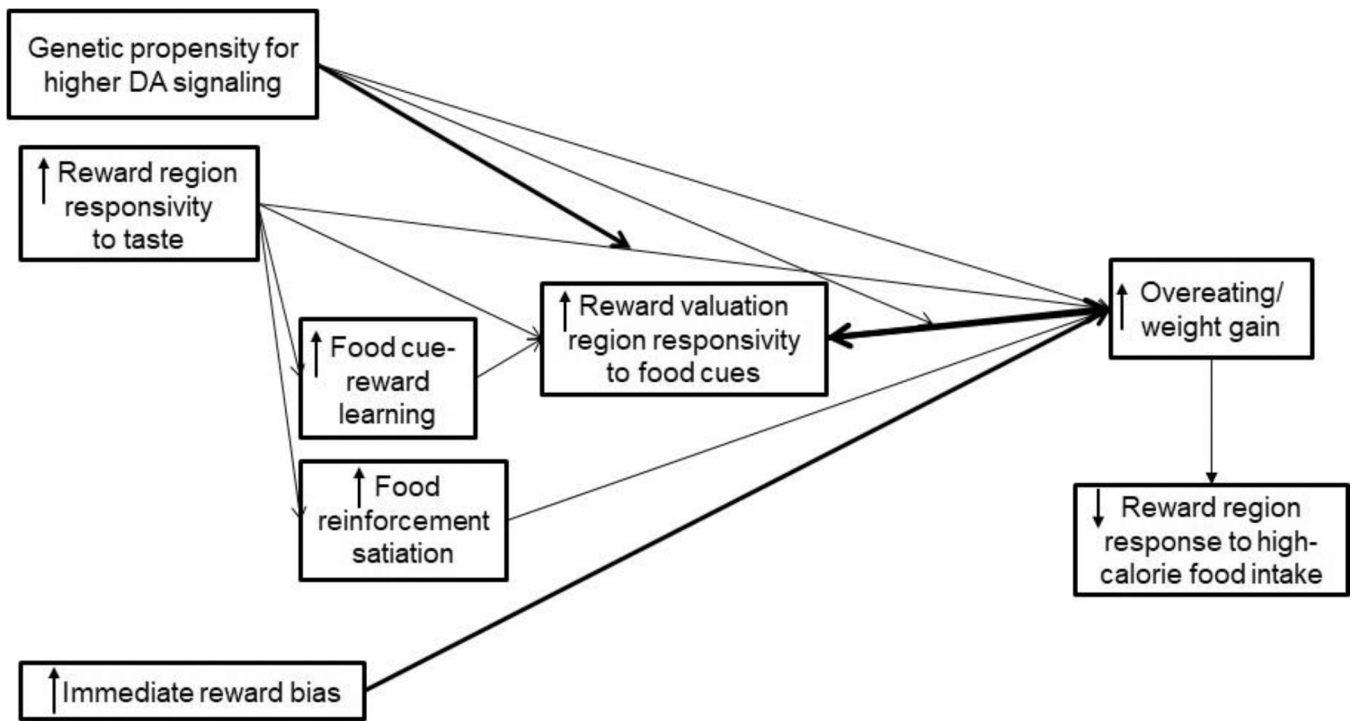 Genetic propensity for
higher DA signaling
Reward region
responsivity
to taste
Food cue-
reward
learning
Food
reinforcement
satiation
Immediate reward bias
Reward valuation
region responsivity
to food cues
Overeating/
weight gain
Reward region
response to high-
calorie food intake